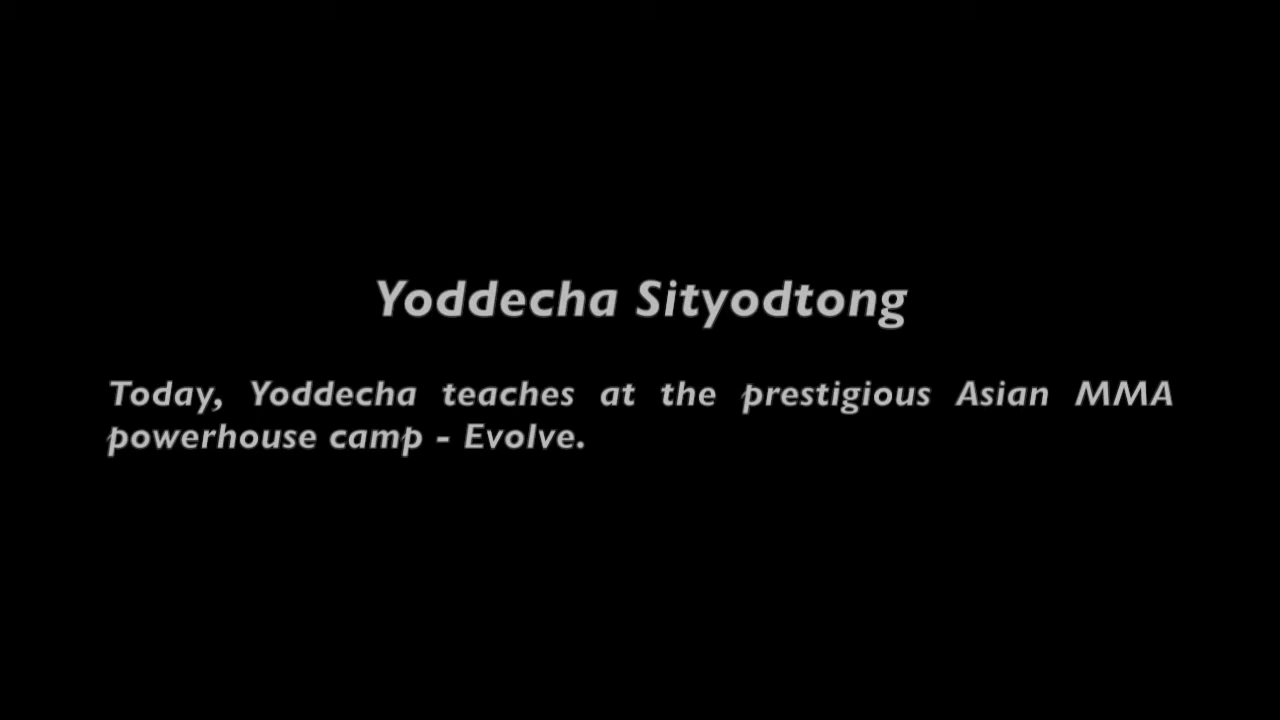 Yoddecha Sityodtong
Today, Yoddecha teaches at the prestigious Asian MMA
powerhouse camp - Evolve.